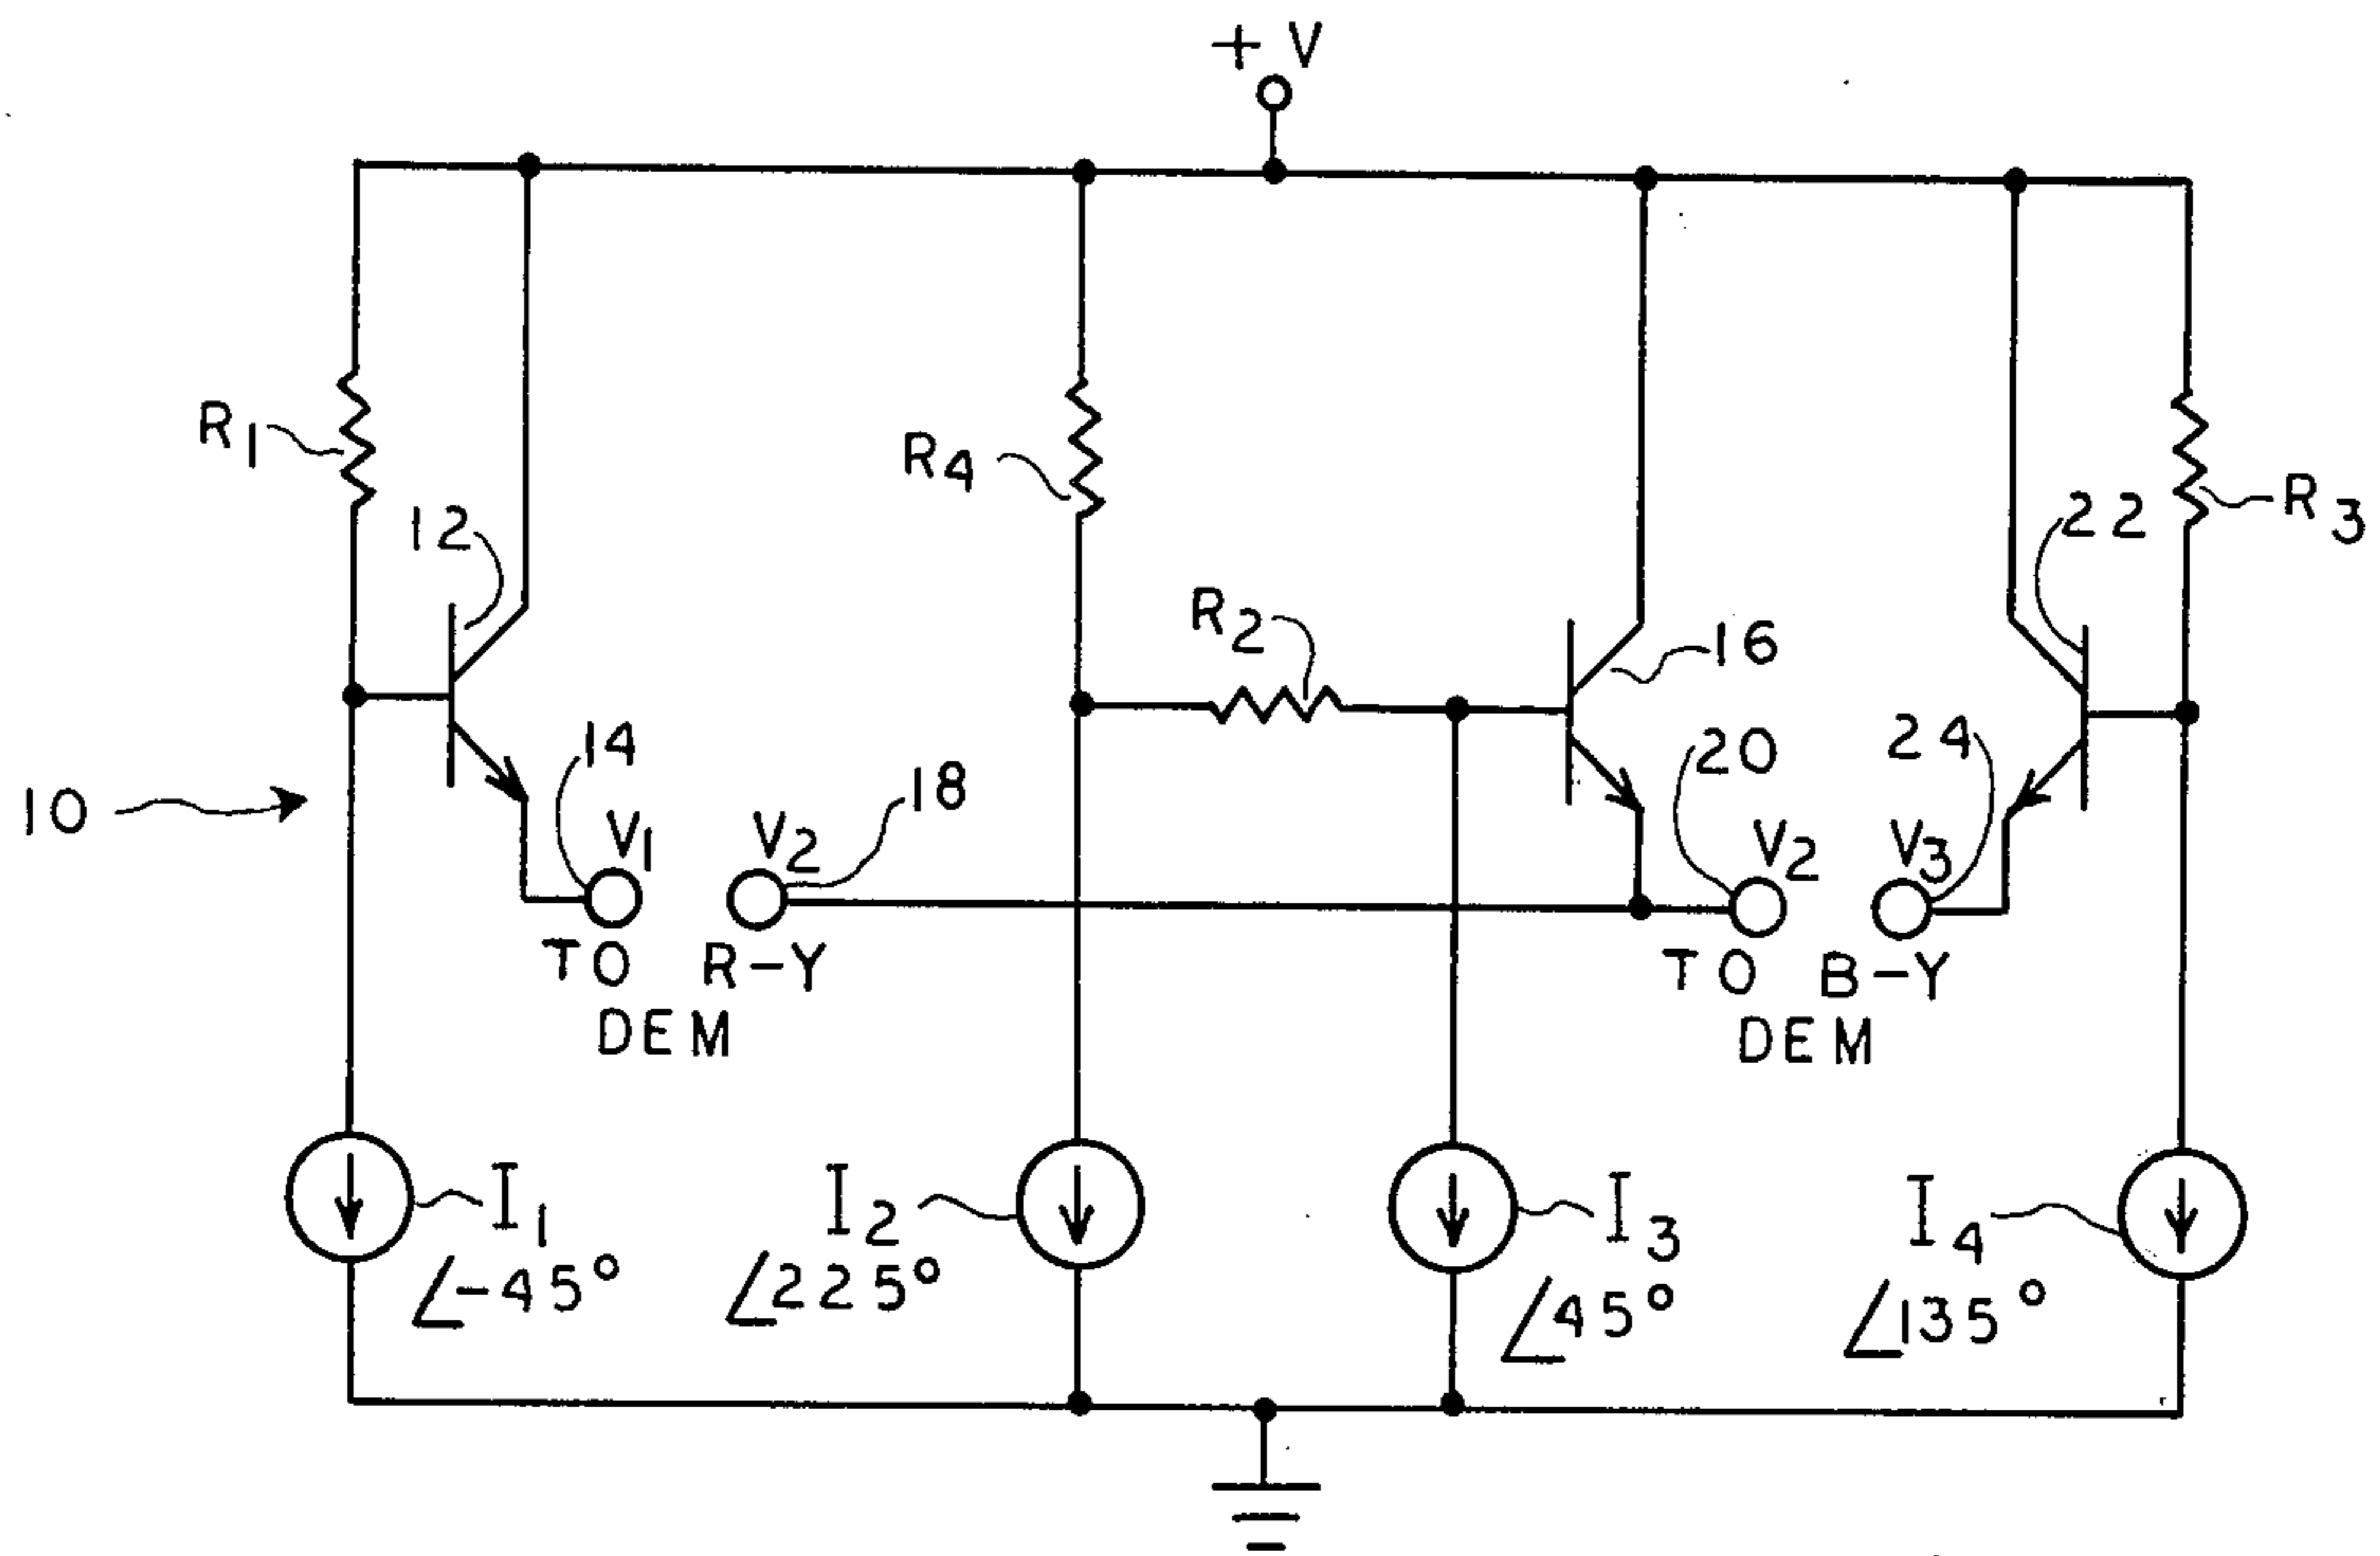 + V
R1
R4
R3
12
22
R2
16
14
18
20
24
10
V1
V2
V2
V3
TO R-Y
DEM
TO B-Y
DEM
I1
∠-45°
I2
∠225°
I3
∠45°
I4
∠135°